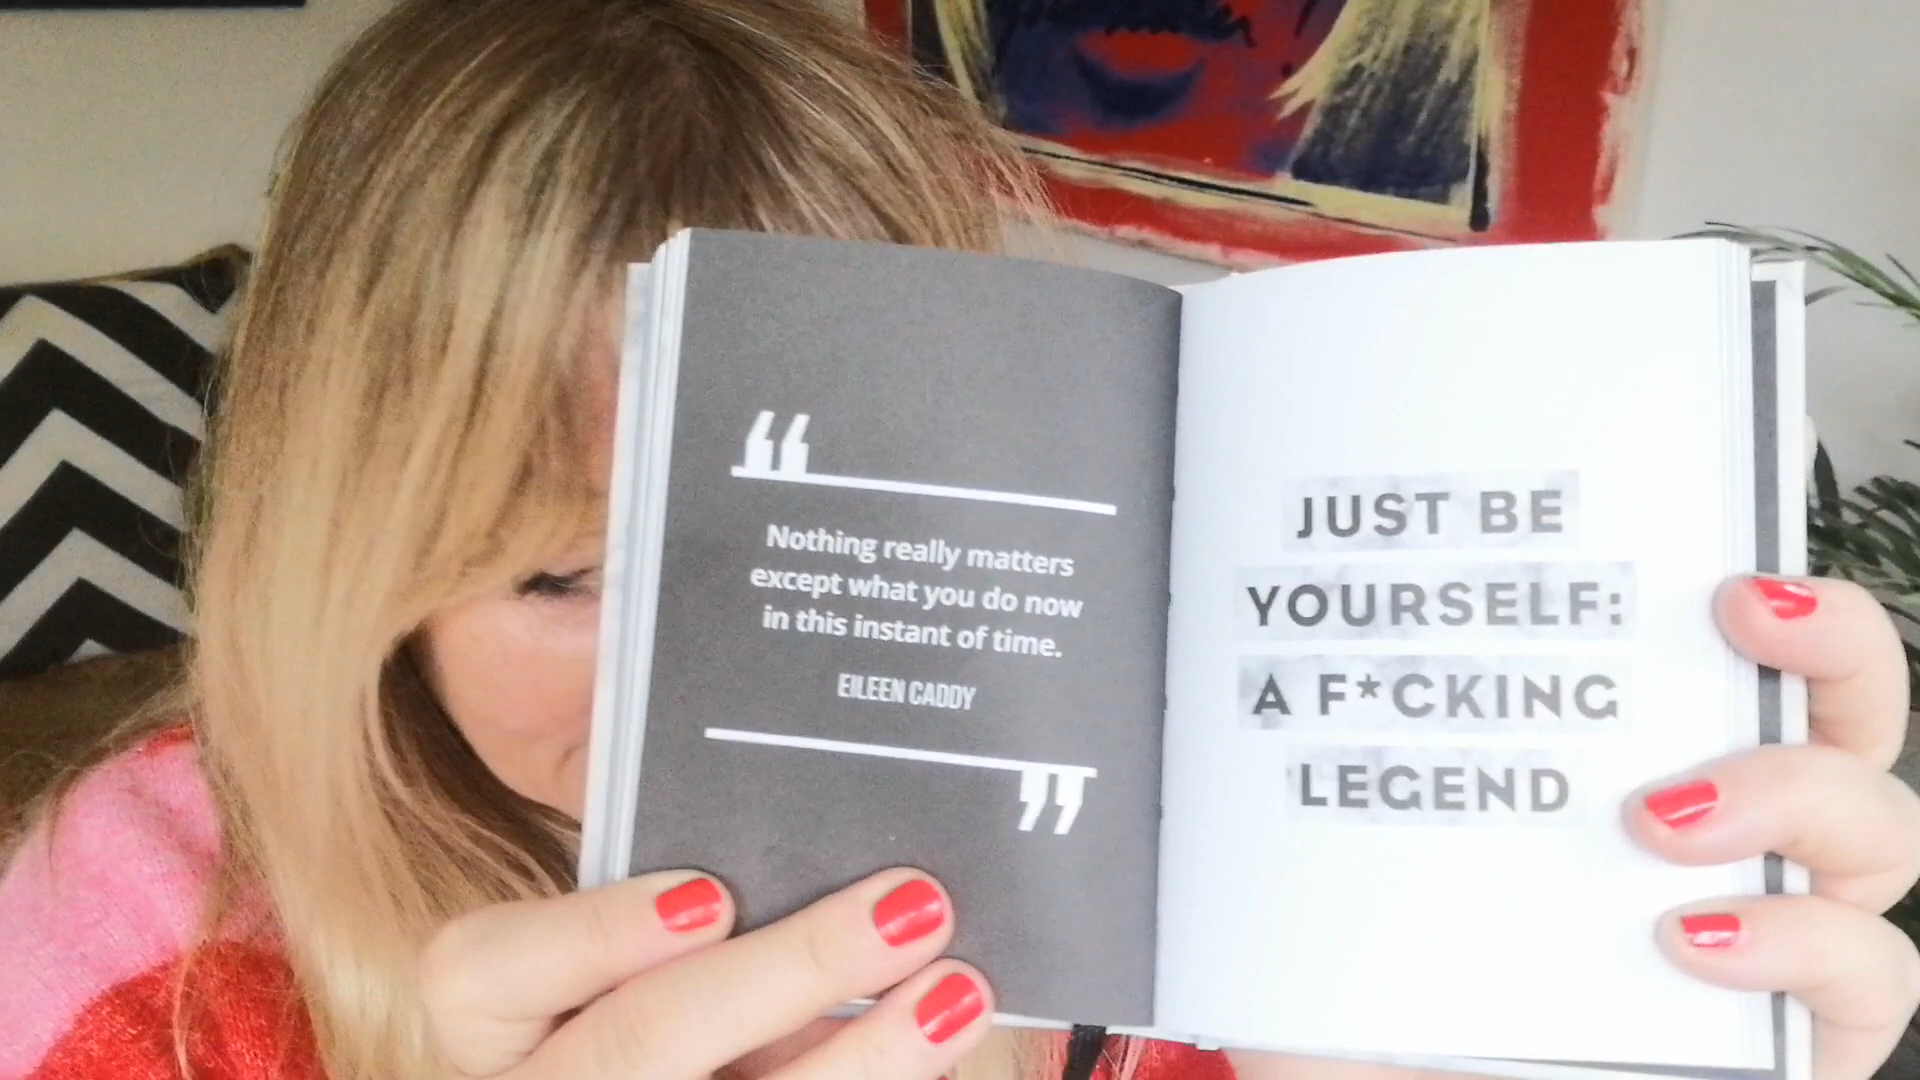 “
Nothing really matters
except what you do now
in this instant of time.
EILEEN CADDY
”
JUST BE
YOURSELF:
A F*CKING
LEGEND